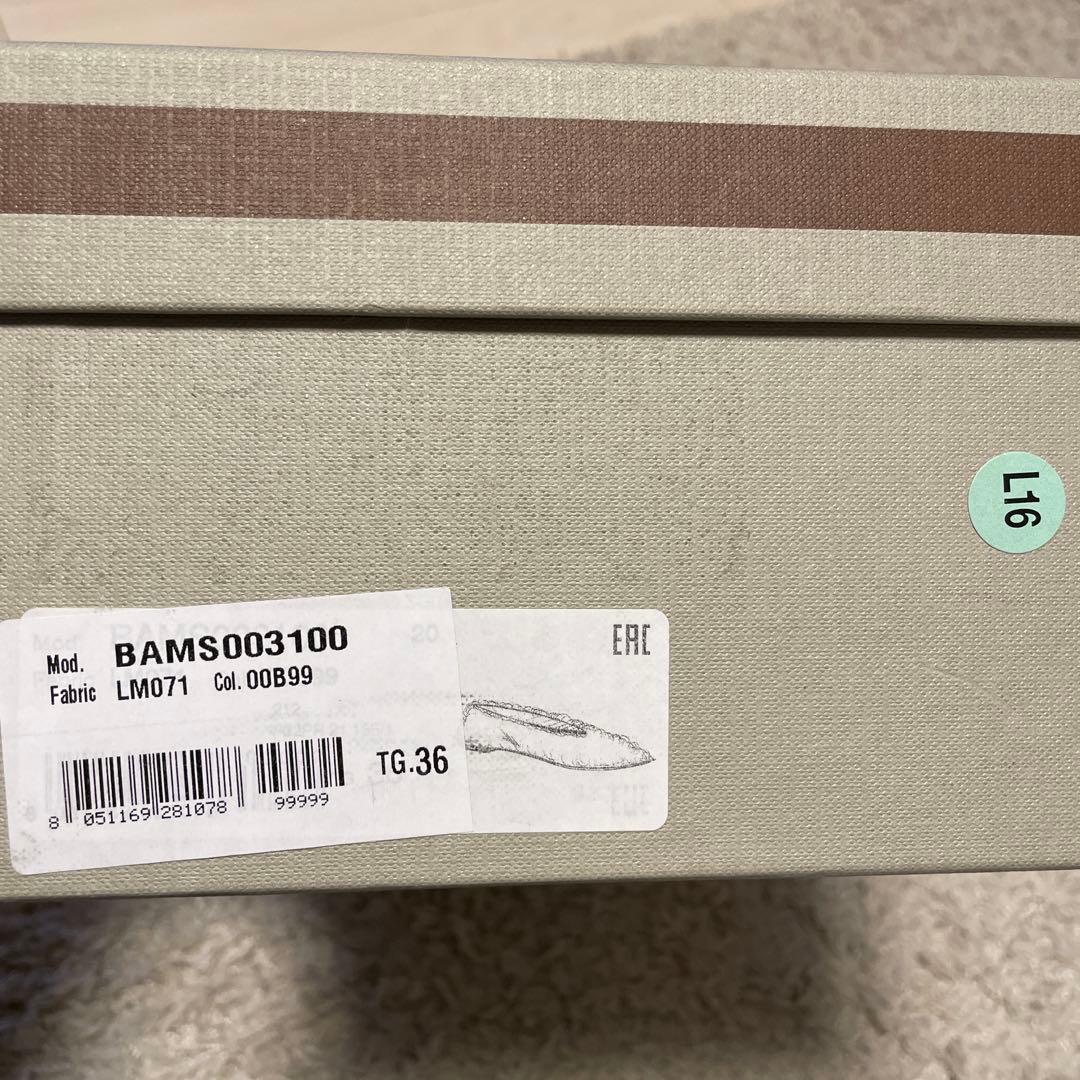 L16
Mod. BAMS003100
Fabric LM071 Col. 00B99
TG.36
8 051169 281078 99999
EAC